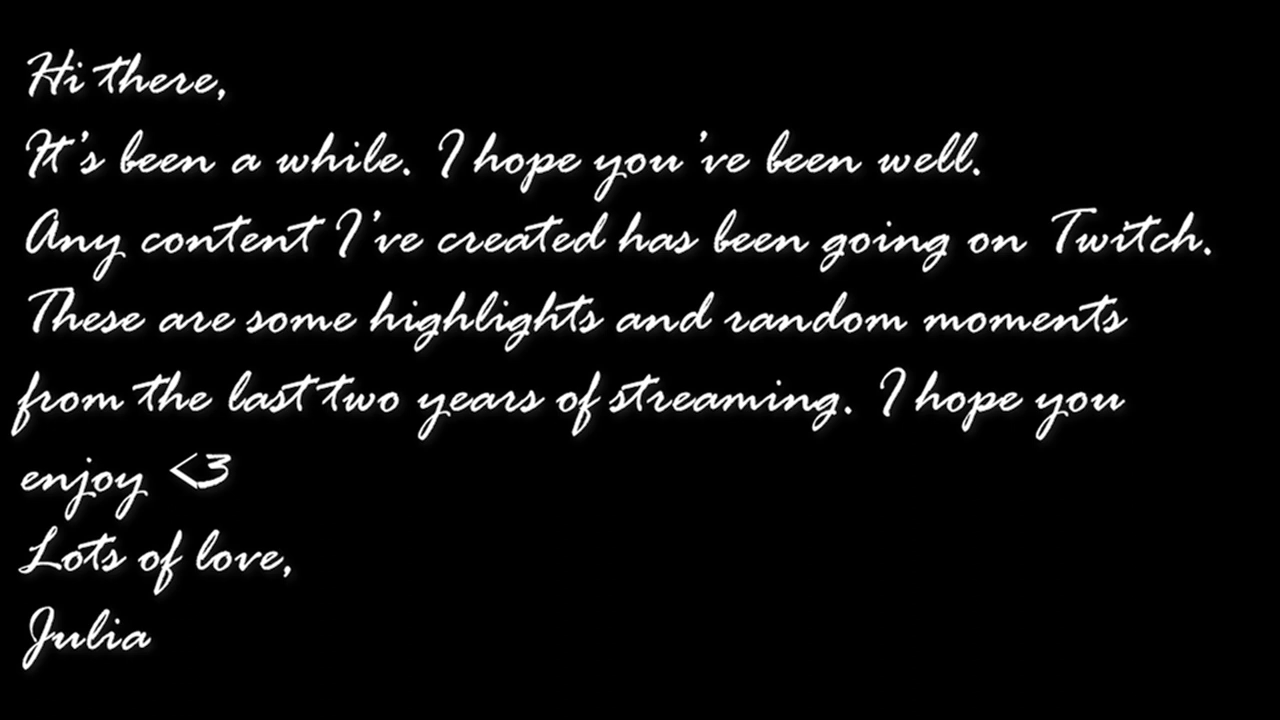 Hi there,
It's been a while. I hope you've been well.
Any content I've created has been going on Twitch.
These are some highlights and random moments
from the last two years of streaming. I hope you
enjoy <3
Lots of love,
Julia